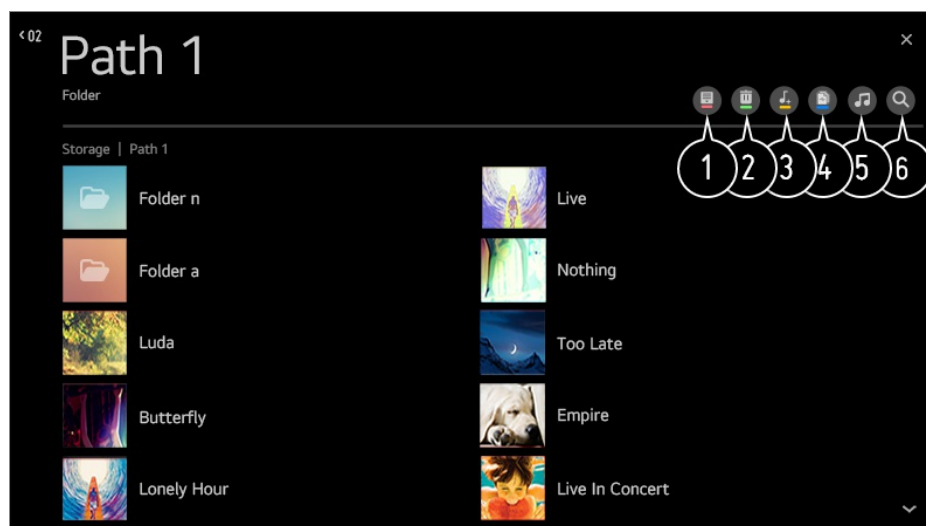 < 02
Path 1
Folder
1 2 3 4 5 6
Storage | Path 1
Folder n
Live
Folder a
Nothing
Luda
Too Late
Butterfly
Empire
Lonely Hour
Live In Concert